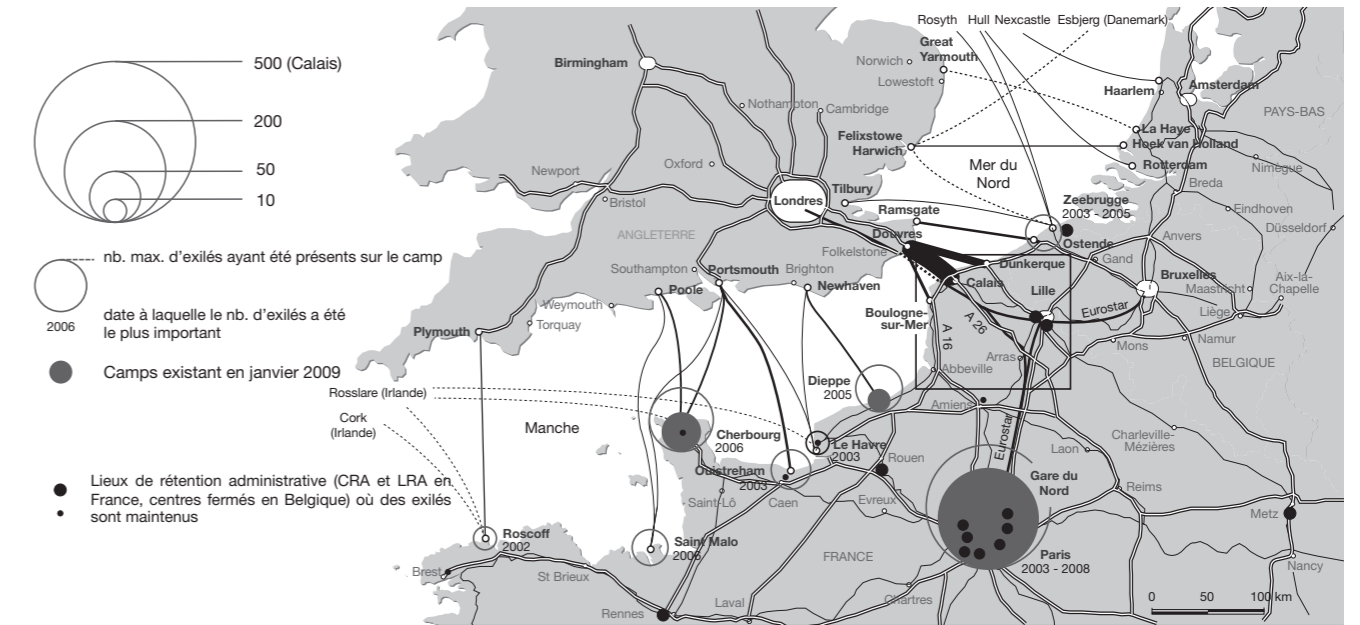 500 (Calais)
200
50
10
nb. max. d'exilés ayant été présents sur le camp
2006
date à laquelle le nb. d'exilés a été
le plus important
Camps existant en janvier 2009
Lieux de rétention administrative (CRA et LRA en
France, centres fermés en Belgique) où des exilés
sont maintenus
Rosyth Hull Nexcastle Esbjerg (Danemark)
Great
Yarmouth
Norwich
Lowestoft
Birmingham
Nothampton
Cambridge
Haarlem
Amsterdam
PAYS-BAS
Felixstowe
Harwich
La Haye
Hoek van Holland
Rotterdam
Nimègue
Mer du
Nord
Newport
Oxford
Bristol
Londres
Tilbury
Ramsgate
Breda
Zeebrugge
2003 - 2005
Eindhoven
Düsseldorf
ANGLETERRE
Douvres
Folkelstone
Ostende
Anvers
Gand
Southampton
Portsmouth
Brighton
Dunkerque
Calais
Lille
Bruxelles
Maastricht
Aix-la-
Chapelle
Weymouth
Poole
Newhaven
Plymouth
Torquay
Boulogne-
sur-Mer
A 16
A 26
Eurostar
Liège
Mons
Namur
BELGIQUE
Arras
Abbeville
Rosslare (Irlande)
Cork
(Irlande)
Manche
Dieppe
2005
Amiens
Cherbourg
2006
Le Havre
2003
Rouen
Eurostar
Laon
Charleville-
Mézières
Ouistreham
2003
Saint-Lô
Caen
Evreux
Gare du
Nord
Reims
Metz
Roscoff
2002
Saint Malo
2006
FRANCE
Paris
2003 - 2008
Brest
St Brieux
Nancy
Chartres
Rennes
Laval
0 50 100 km